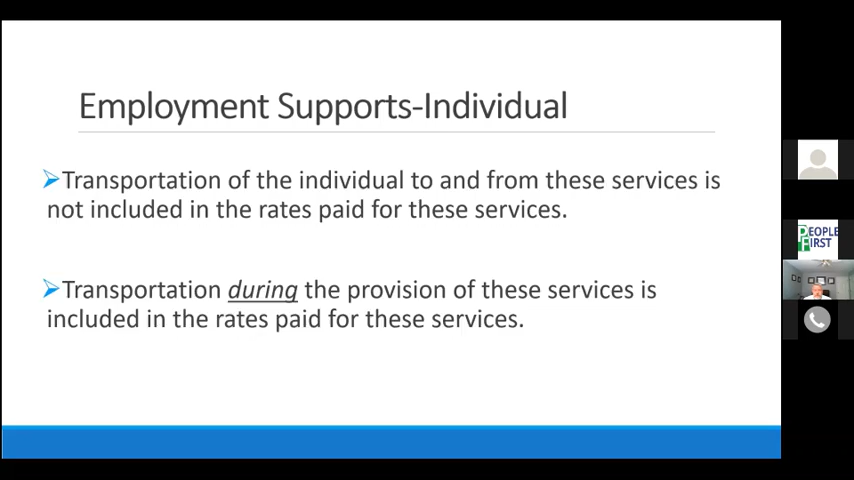 Employment Supports-Individual
Transportation of the individual to and from these services is
not included in the rates paid for these services.
Transportation during the provision of these services is
included in the rates paid for these services.
PEOPLE
FIRST